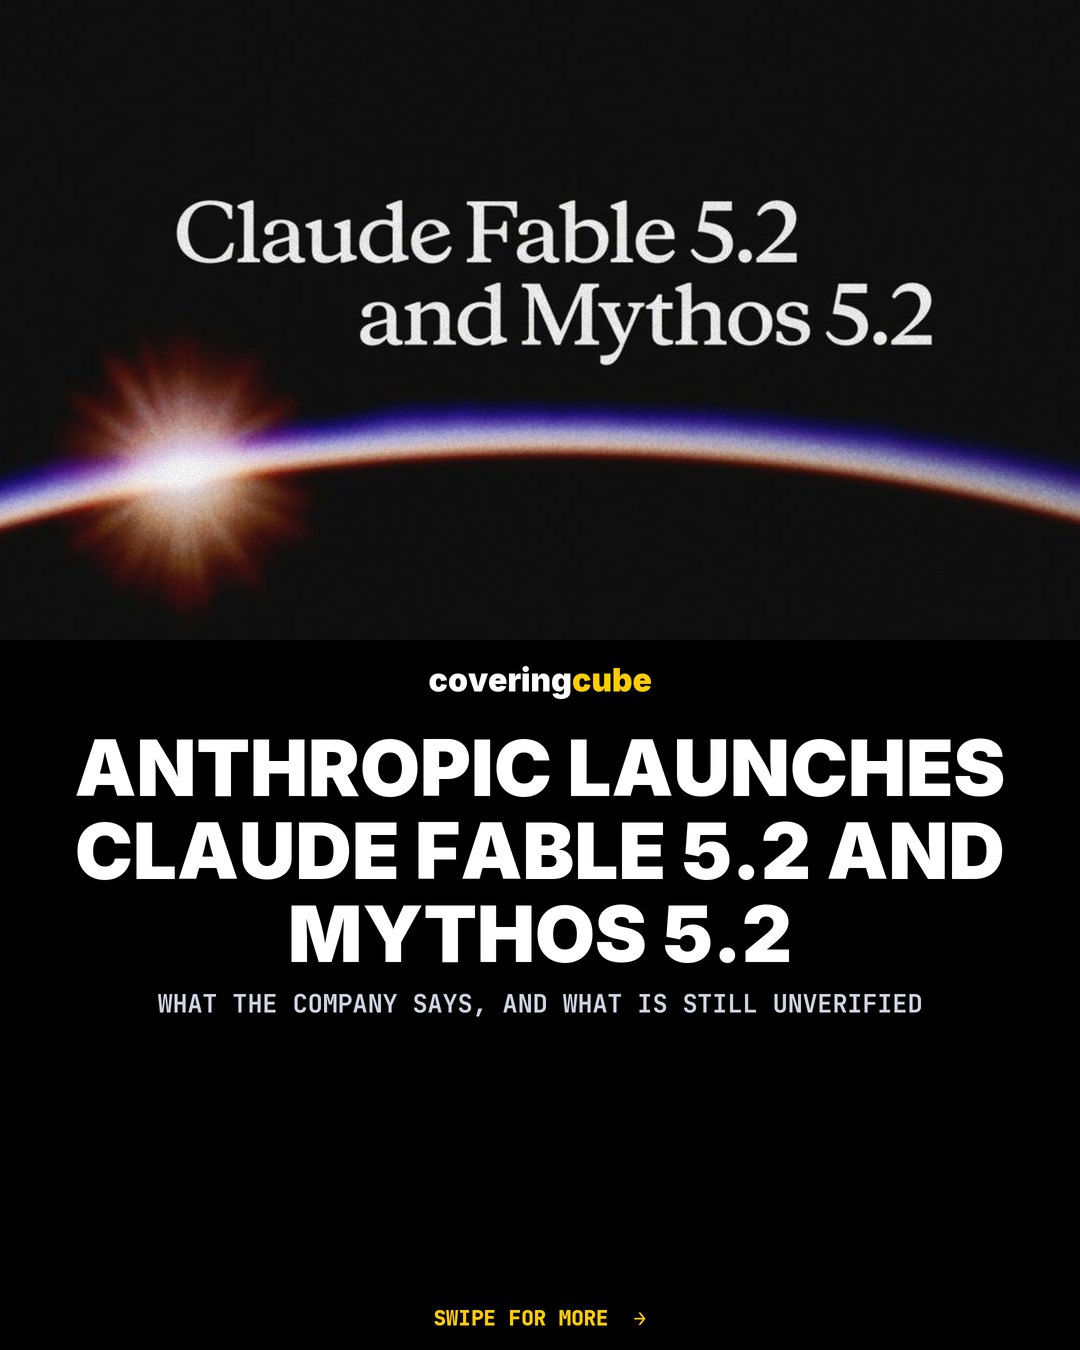 Claude Fable 5.2
and Mythos 5.2
coveringcube
ANTHROPIC LAUNCHES
CLAUDE FABLE 5.2 AND
MYTHOS 5.2
WHAT THE COMPANY SAYS, AND WHAT IS STILL UNVERIFIED
SWIPE FOR MORE →